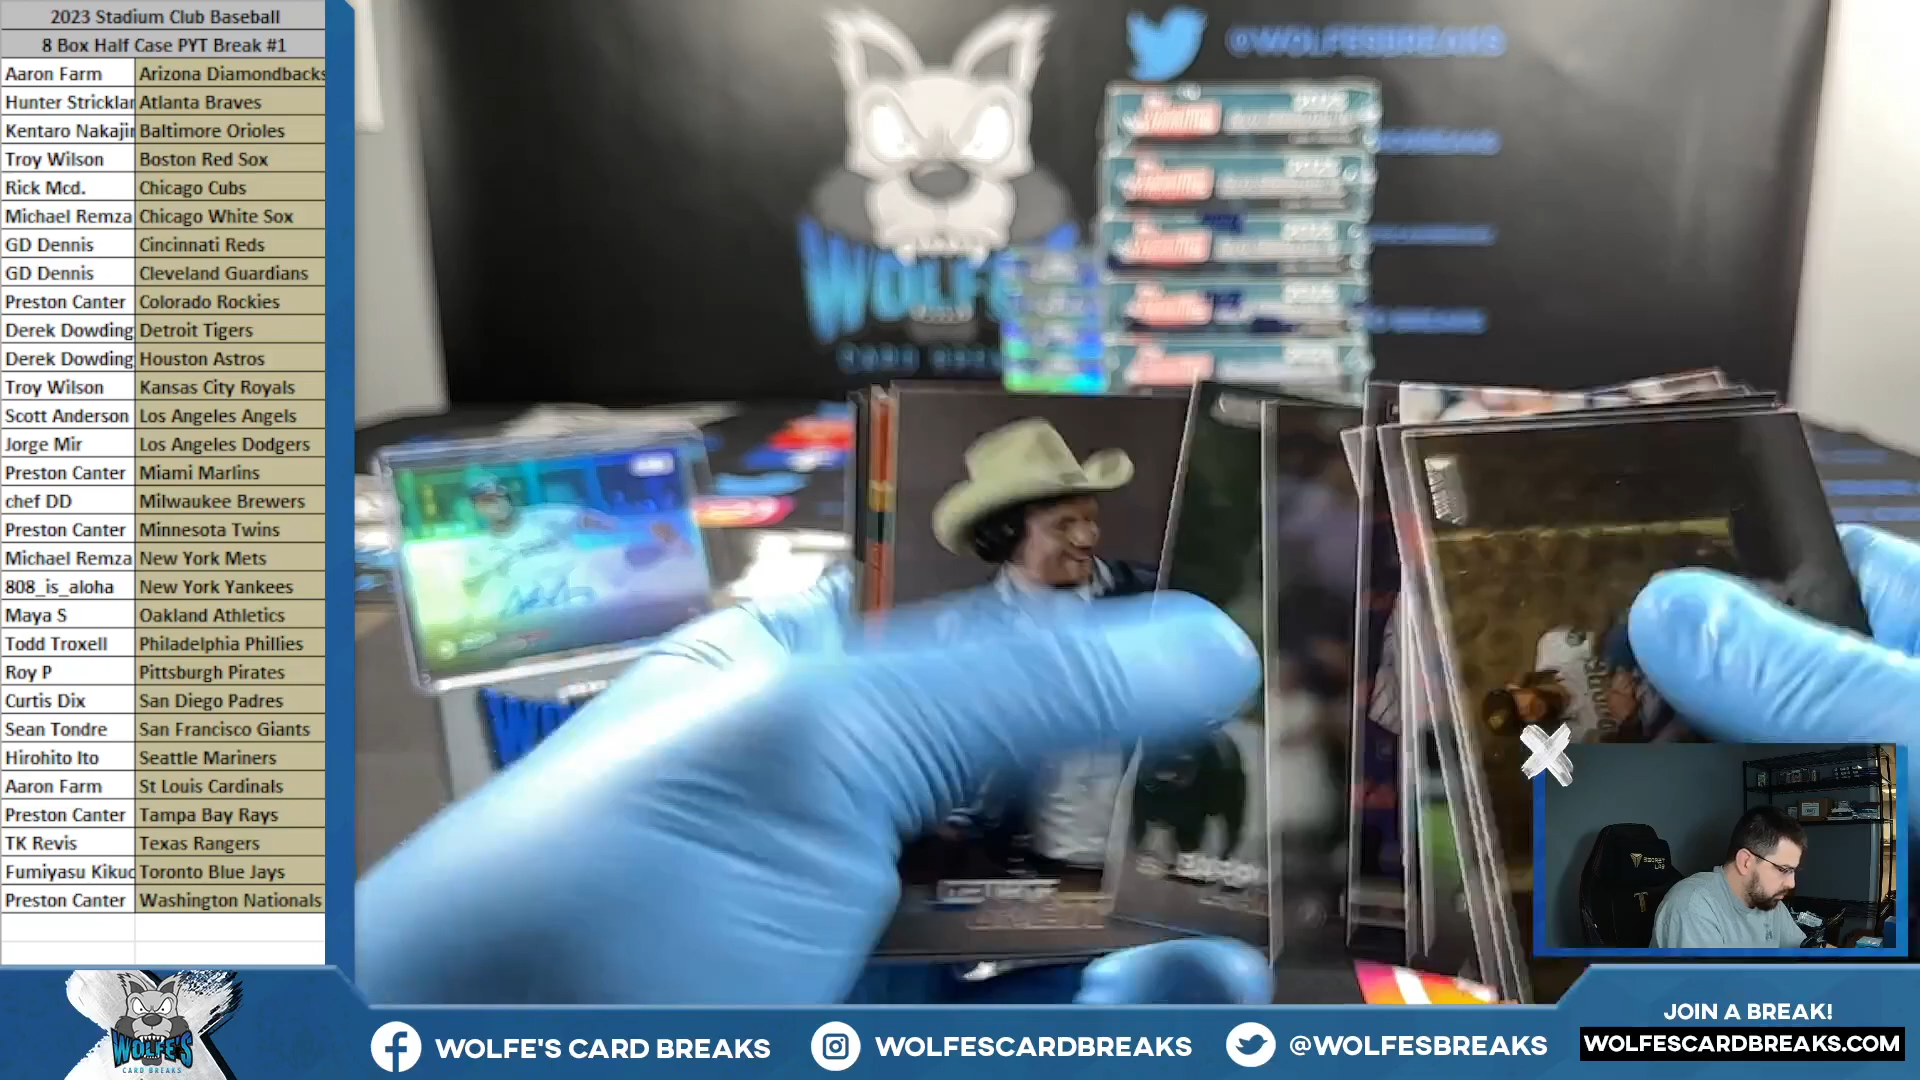 2023 Stadium Club Baseball
8 Box Half Case PYT Break #1
Aaron Farm Arizona Diamondbacks
Hunter Stricklar Atlanta Braves
Kentaro Nakajir Baltimore Orioles
Troy Wilson Boston Red Sox
Rick Mcd. Chicago Cubs
Michael Remza Chicago White Sox
GD Dennis Cincinnati Reds
GD Dennis Cleveland Guardians
Preston Canter Colorado Rockies
Derek Dowding Detroit Tigers
Derek Dowding Houston Astros
Troy Wilson Kansas City Royals
Scott Anderson Los Angeles Angels
Jorge Mir Los Angeles Dodgers
Preston Canter Miami Marlins
chef DD Milwaukee Brewers
Preston Canter Minnesota Twins
Michael Remza New York Mets
808_is_aloha New York Yankees
Maya S Oakland Athletics
Todd Troxell Philadelphia Phillies
Roy P Pittsburgh Pirates
Curtis Dix San Diego Padres
Sean Tondre San Francisco Giants
Hirohito Ito Seattle Mariners
Aaron Farm St Louis Cardinals
Preston Canter Tampa Bay Rays
TK Revis Texas Rangers
Fumiyasu Kikuc Toronto Blue Jays
Preston Canter Washington Nationals
@WOLFESBREAKS
WOLFE
CARD
WOLFE'S
CARD BREAKS
WOLFE'S CARD BREAKS
WOLFESCARDBREAKS
@WOLFESBREAKS
JOIN A BREAK!
WOLFESCARDBREAKS.COM